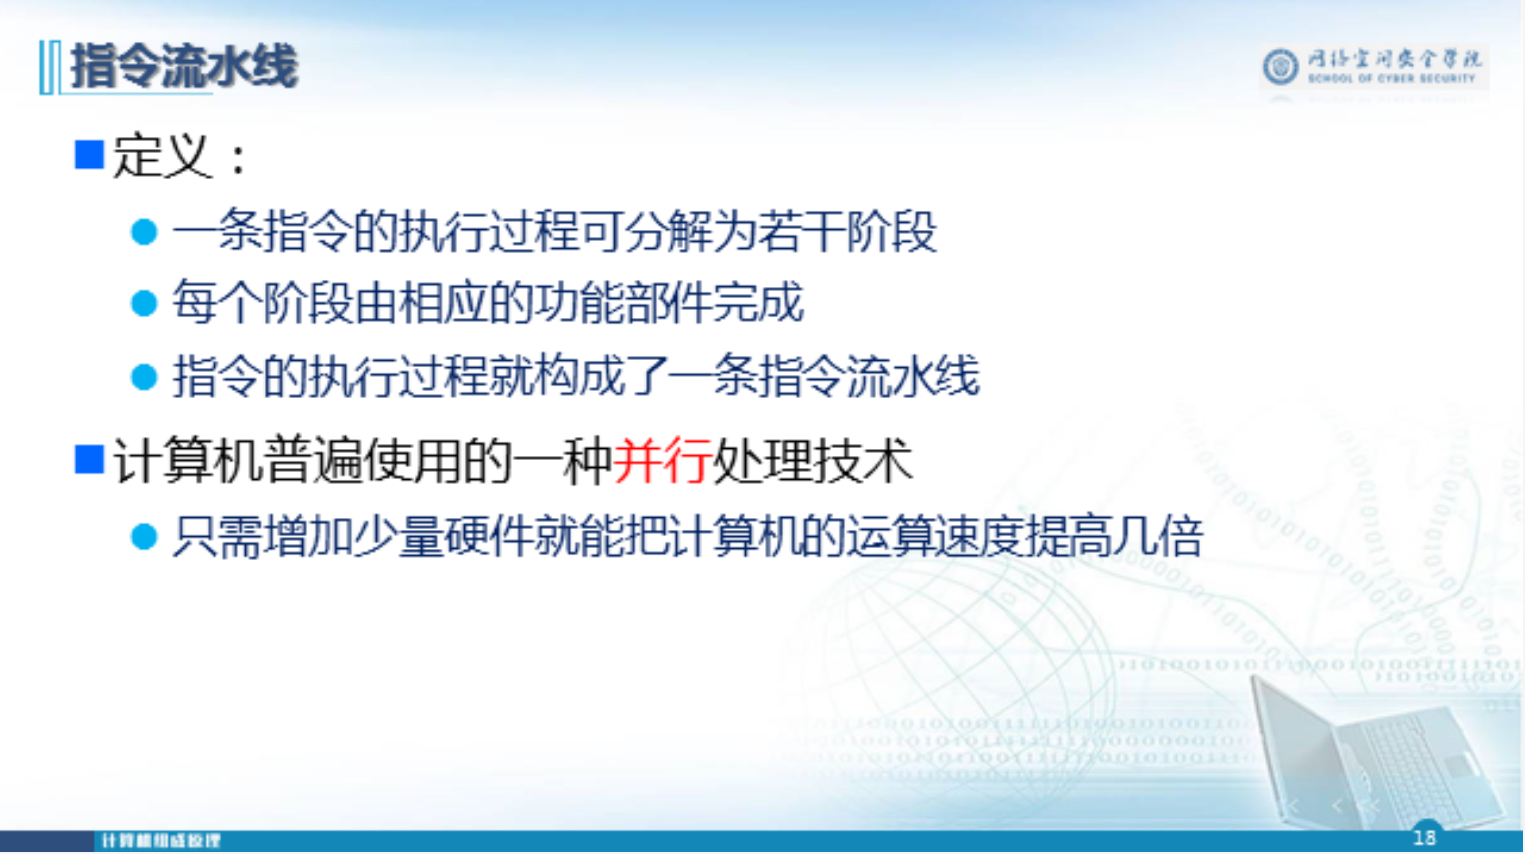 指令流水线
网络空间安全学院
SCHOOL OF CYBER SECURITY
定义：
一条指令的执行过程可分解为若干阶段
每个阶段由相应的功能部件完成
指令的执行过程就构成了一条指令流水线
计算机普遍使用的一种并行处理技术
只需增加少量硬件就能把计算机的运算速度提高几倍
计算机组成原理
18